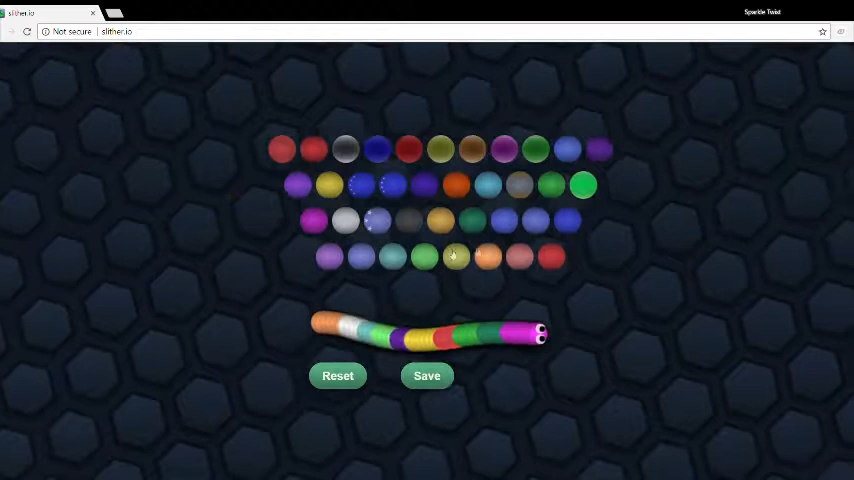 slither.io
Sparkle Twist
Not secure
slither.io
Reset
Save